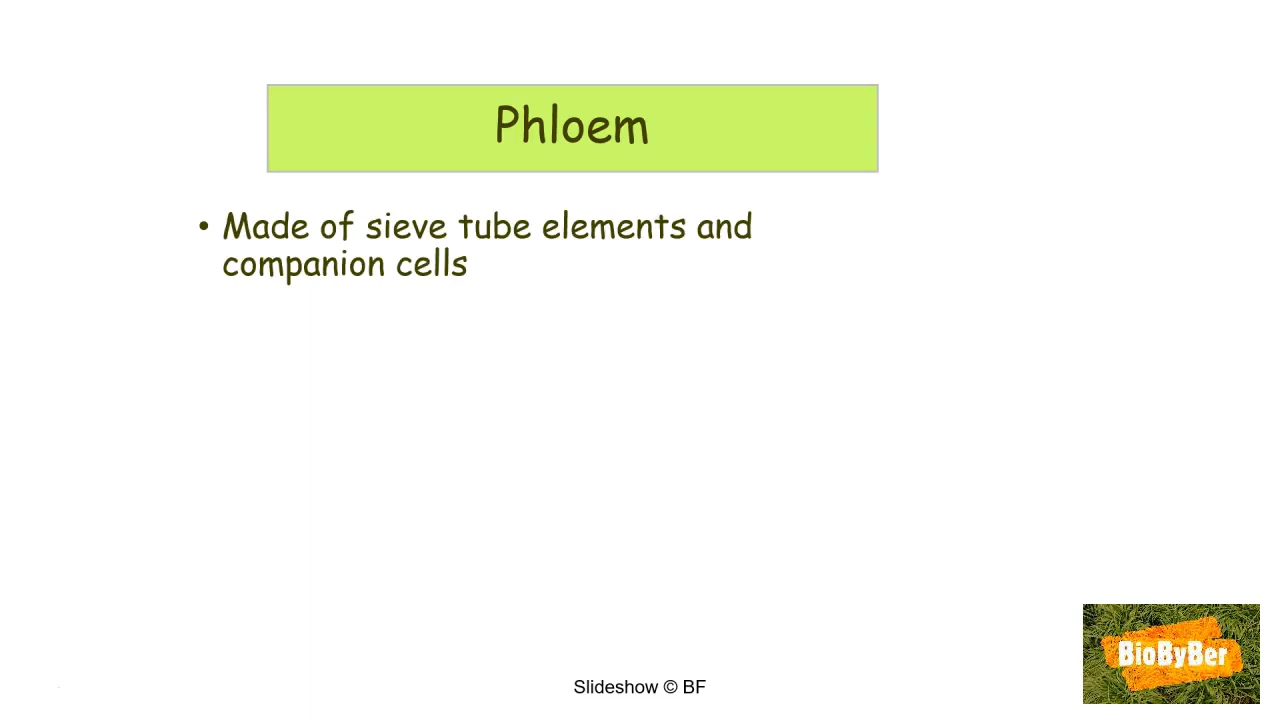 Phloem
• Made of sieve tube elements and
companion cells
BioByBer
Slideshow © BF